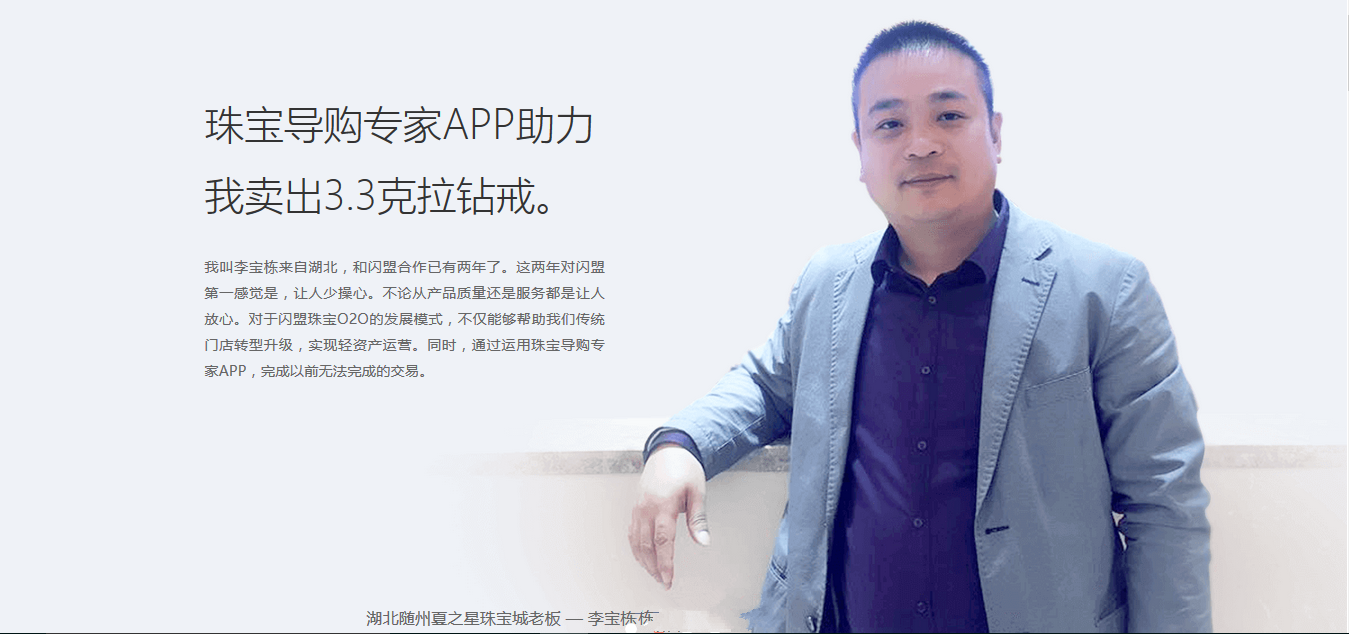 珠宝导购专家APP助力
我卖出3.3克拉钻戒。
我叫李宝栋来自湖北，和闪盟合作已有两年了。这两年对闪盟
第一感觉是，让人少操心。不论从产品质量还是服务都是让人
放心。对于闪盟珠宝O2O的发展模式，不仅能够帮助我们传统
门店转型升级，实现轻资产运营。同时，通过运用珠宝导购专
家APP，完成以前无法完成的交易。
湖北随州夏之星珠宝城老板 — 李宝栋